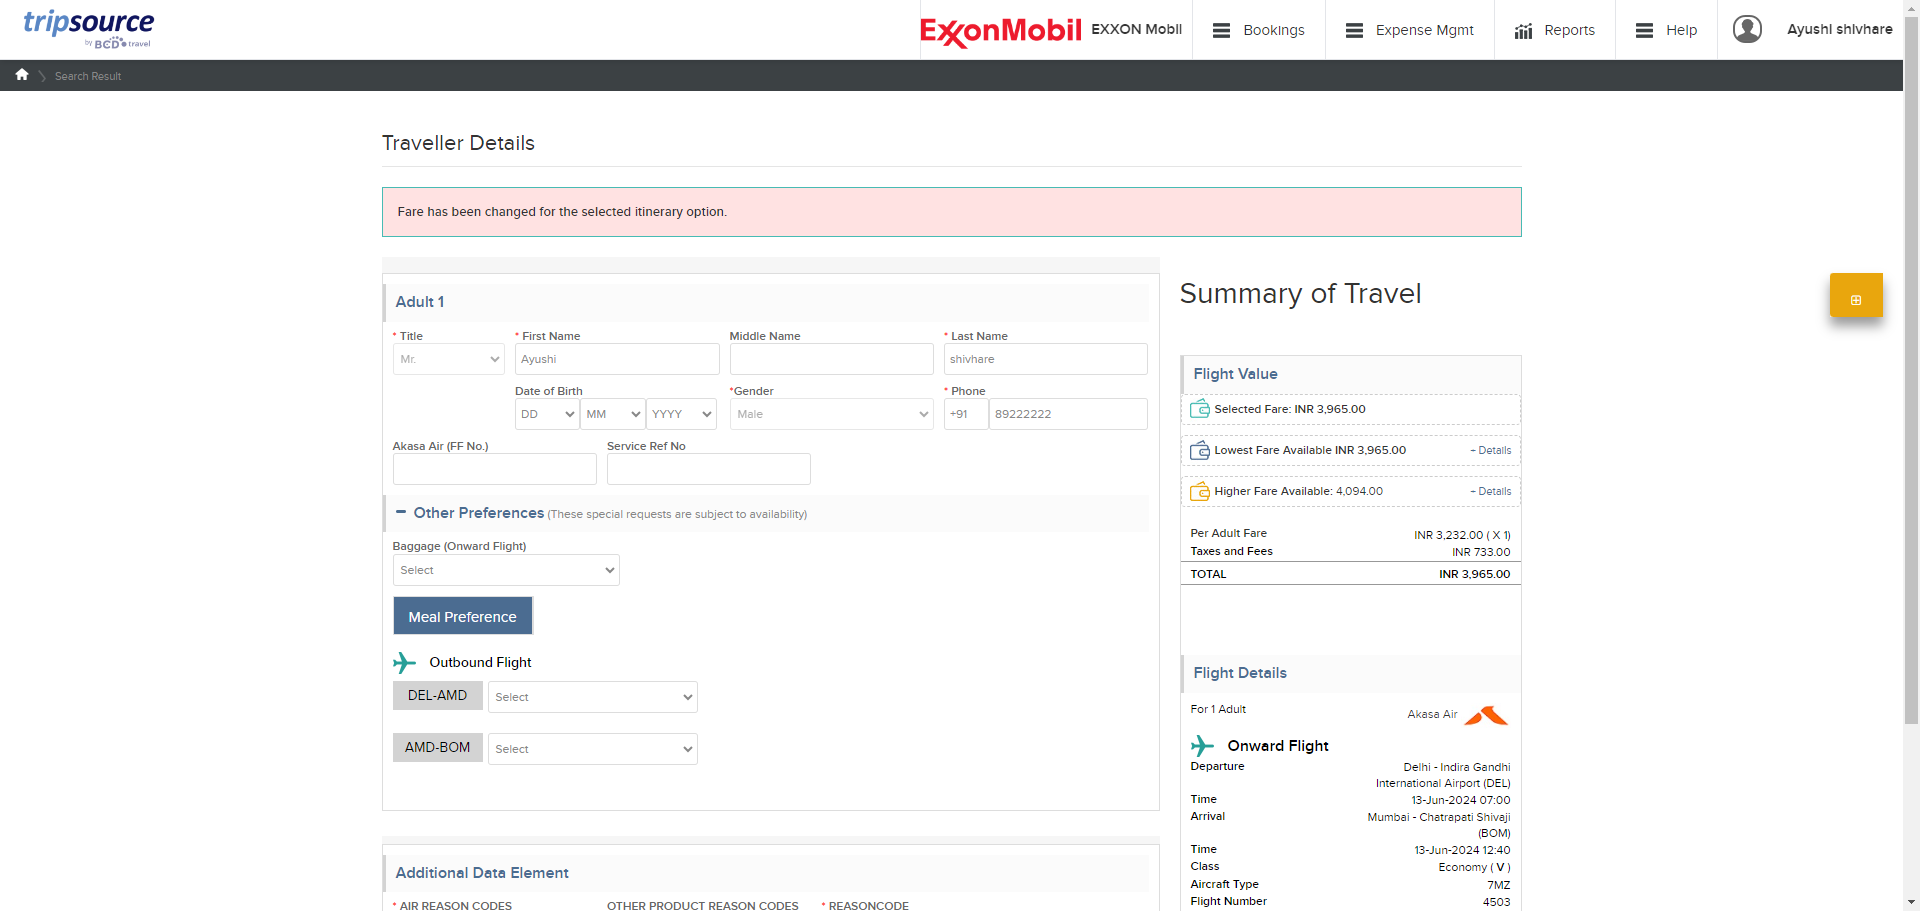 tripsource
by BCD travel
ExxonMobil EXXON Mobil
Bookings
Expense Mgmt
Reports
Help
Ayushi shivhare
Search Result
Traveller Details
Fare has been changed for the selected itinerary option.
Adult 1
* Title
* First Name
Middle Name
* Last Name
Mr.
Ayushi
shivhare
Date of Birth
*Gender
* Phone
DD
MM
YYYY
Male
+91
89222222
Akasa Air (FF No.)
Service Ref No
Other Preferences (These special requests are subject to availability)
Baggage (Onward Flight)
Select
Meal Preference
Outbound Flight
DEL-AMD
Select
AMD-BOM
Select
Additional Data Element
* AIR REASON CODES
OTHER PRODUCT REASON CODES
* REASONCODE
Summary of Travel
Flight Value
Selected Fare: INR 3,965.00
Lowest Fare Available INR 3,965.00 + Details
Higher Fare Available: 4,094.00 + Details
Per Adult Fare INR 3,232.00 ( X 1)
Taxes and Fees INR 733.00
TOTAL INR 3,965.00
Flight Details
For 1 Adult Akasa Air
Onward Flight
Departure Delhi - Indira Gandhi
International Airport (DEL)
Time 13-Jun-2024 07:00
Arrival Mumbai - Chatrapati Shivaji
(BOM)
Time 13-Jun-2024 12:40
Class Economy ( V )
Aircraft Type 7MZ
Flight Number 4503